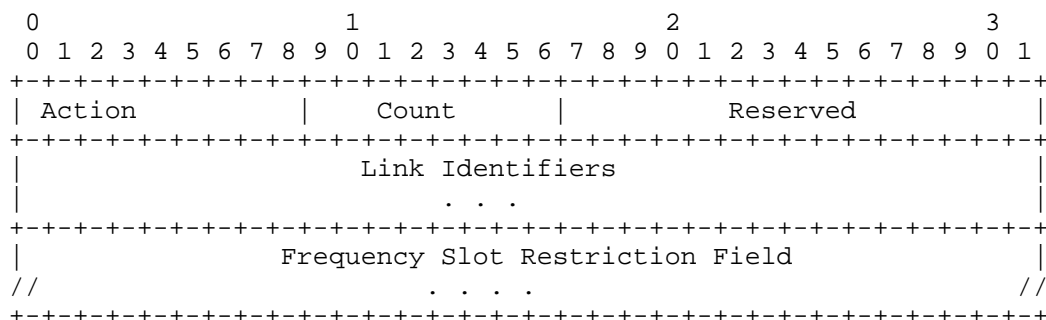 0                   1                   2                   3
 0 1 2 3 4 5 6 7 8 9 0 1 2 3 4 5 6 7 8 9 0 1 2 3 4 5 6 7 8 9 0 1
+-+-+-+-+-+-+-+-+-+-+-+-+-+-+-+-+-+-+-+-+-+-+-+-+-+-+-+-+-+-+-+-+
| Action          |    Count      |          Reserved           |
+-+-+-+-+-+-+-+-+-+-+-+-+-+-+-+-+-+-+-+-+-+-+-+-+-+-+-+-+-+-+-+-+
|                     Link Identifiers                          |
|                          . . .                                |
+-+-+-+-+-+-+-+-+-+-+-+-+-+-+-+-+-+-+-+-+-+-+-+-+-+-+-+-+-+-+-+-+
|                Frequency Slot Restriction Field               |
//                        . . . .                              //
+-+-+-+-+-+-+-+-+-+-+-+-+-+-+-+-+-+-+-+-+-+-+-+-+-+-+-+-+-+-+-+-+